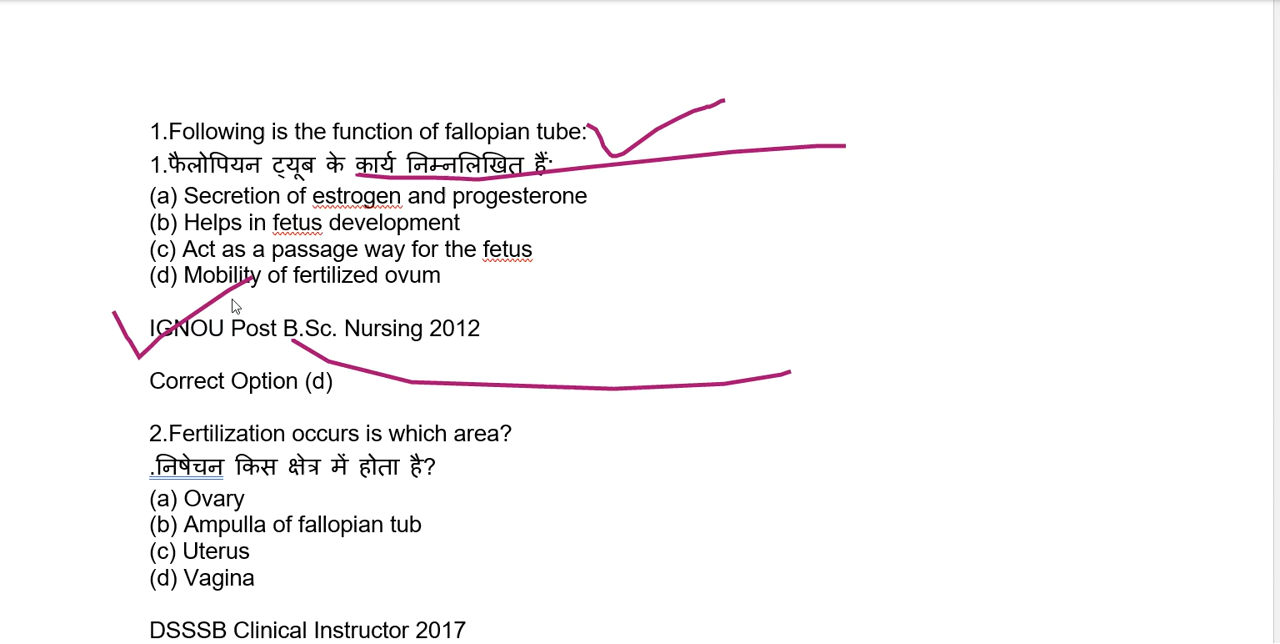 1.Following is the function of fallopian tube:
1.फैलोपियन ट्यूब के कार्य निम्नलिखित हैं:
(a) Secretion of estrogen and progesterone
(b) Helps in fetus development
(c) Act as a passage way for the fetus
(d) Mobility of fertilized ovum
IGNOU Post B.Sc. Nursing 2012
Correct Option (d)
2.Fertilization occurs is which area?
.निषेचन किस क्षेत्र में होता है?
(a) Ovary
(b) Ampulla of fallopian tub
(c) Uterus
(d) Vagina
DSSSB Clinical Instructor 2017